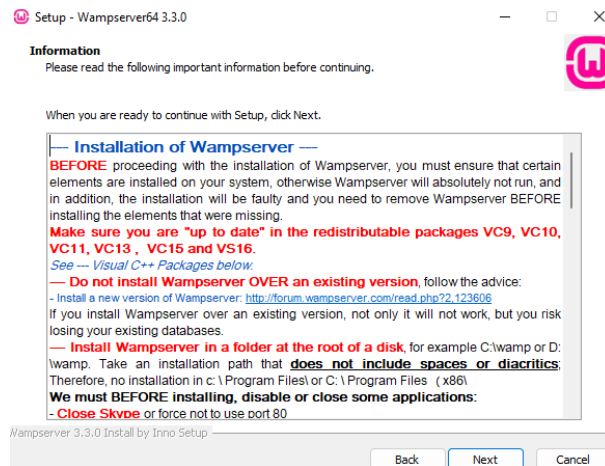 Setup - Wampserver64 3.3.0
Information
Please read the following important information before continuing.
When you are ready to continue with Setup, click Next.
--- Installation of Wampserver ---
BEFORE proceeding with the installation of Wampserver, you must ensure that certain
elements are installed on your system, otherwise Wampserver will absolutely not run, and
in addition, the installation will be faulty and you need to remove Wampserver BEFORE
installing the elements that were missing.
Make sure you are "up to date" in the redistributable packages VC9, VC10,
VC11, VC13 , VC15 and VS16.
See --- Visual C++ Packages below.
--- Do not install Wampserver OVER an existing version, follow the advice:
- Install a new version of Wampserver: http://forum.wampserver.com/read.php?2,123606
If you install Wampserver over an existing version, not only it will not work, but you risk
losing your existing databases.
--- Install Wampserver in a folder at the root of a disk, for example C:\wamp or D:
\wamp. Take an installation path that does not include spaces or diacritics;
Therefore, no installation in c: \ Program Files\ or C: \ Program Files (x86\
We must BEFORE installing, disable or close some applications:
- Close Skype or force not to use port 80
Wampserver 3.3.0 Install by Inno Setup
Back
Next
Cancel